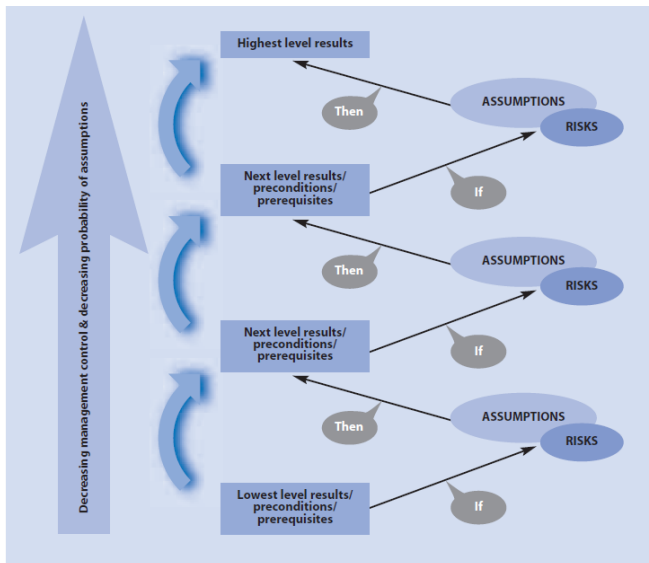 Highest level results
ASSUMPTIONS
Then
RISKS
Next level results/
preconditions/
prerequisites
If
ASSUMPTIONS
Then
RISKS
Next level results/
preconditions/
prerequisites
If
ASSUMPTIONS
Then
RISKS
Lowest level results/
preconditions/
prerequisites
If
Decreasing management control & decreasing probability of assumptions